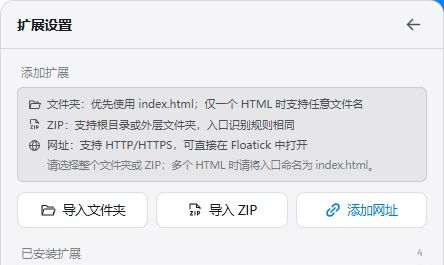 扩展设置
添加扩展
文件夹：优先使用 index.html；仅一个 HTML 时支持任意文件名
ZIP：支持根目录或外层文件夹，入口识别规则相同
网址：支持 HTTP/HTTPS，可直接在 Floatick 中打开
请选择整个文件夹或 ZIP；多个 HTML 时请将入口命名为 index.html。
导入文件夹
ZIP 导入 ZIP
添加网址
已安装扩展 4